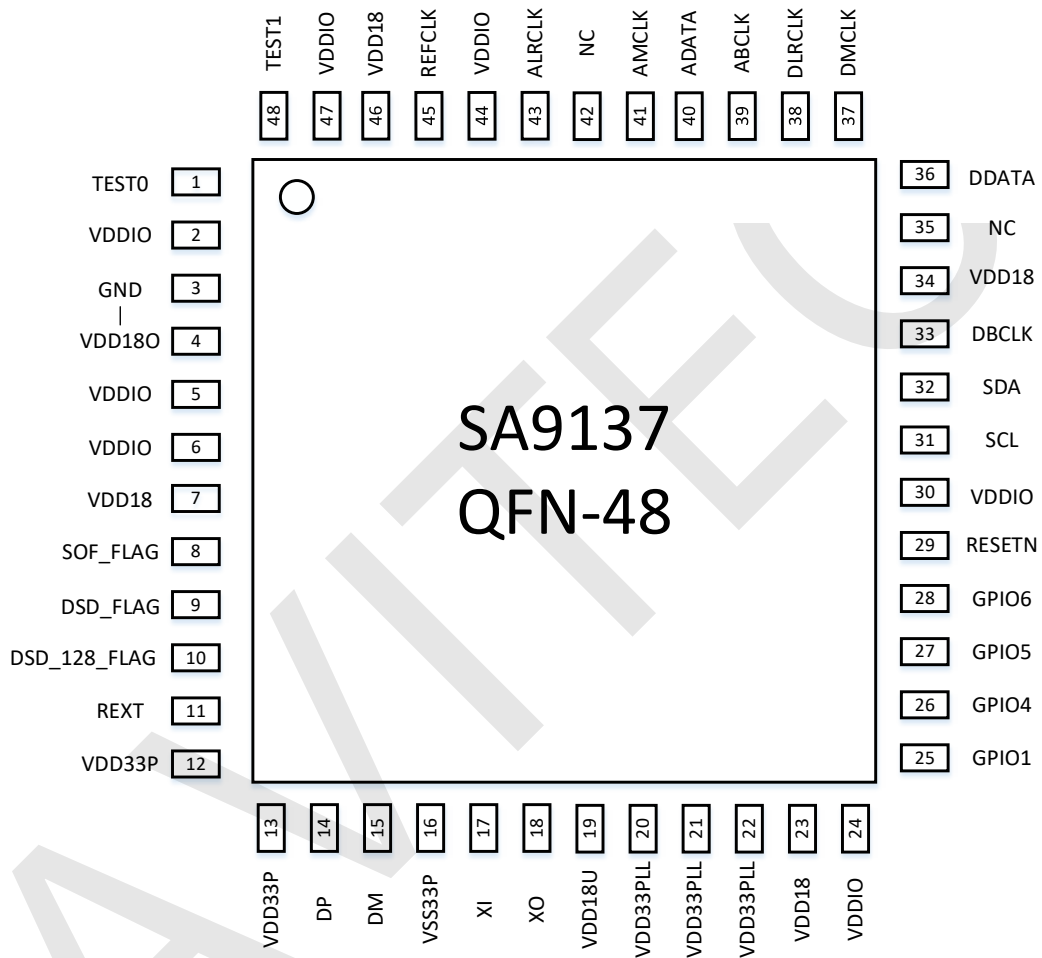 TEST1
VDDIO
VDD18
REFCLK
VDDIO
ALRCLK
NC
AMCLK
ADATA
ABCLK
DLRCLK
DMCLK
48
47
46
45
44
43
42
41
40
39
38
37
TEST0 1
VDDIO 2
GND 3
VDD18O 4
VDDIO 5
VDDIO 6
VDD18 7
SOF_FLAG 8
DSD_FLAG 9
DSD_128_FLAG 10
REXT 11
VDD33P 12
SA9137
QFN-48
36 DDATA
35 NC
34 VDD18
33 DBCLK
32 SDA
31 SCL
30 VDDIO
29 RESETN
28 GPIO6
27 GPIO5
26 GPIO4
25 GPIO1
13
14
15
16
17
18
19
20
21
22
23
24
VDD33P
DP
DM
VSS33P
XI
XO
VDD18U
VDD33PLL
VDD33PLL
VDD33PLL
VDD18
VDDIO